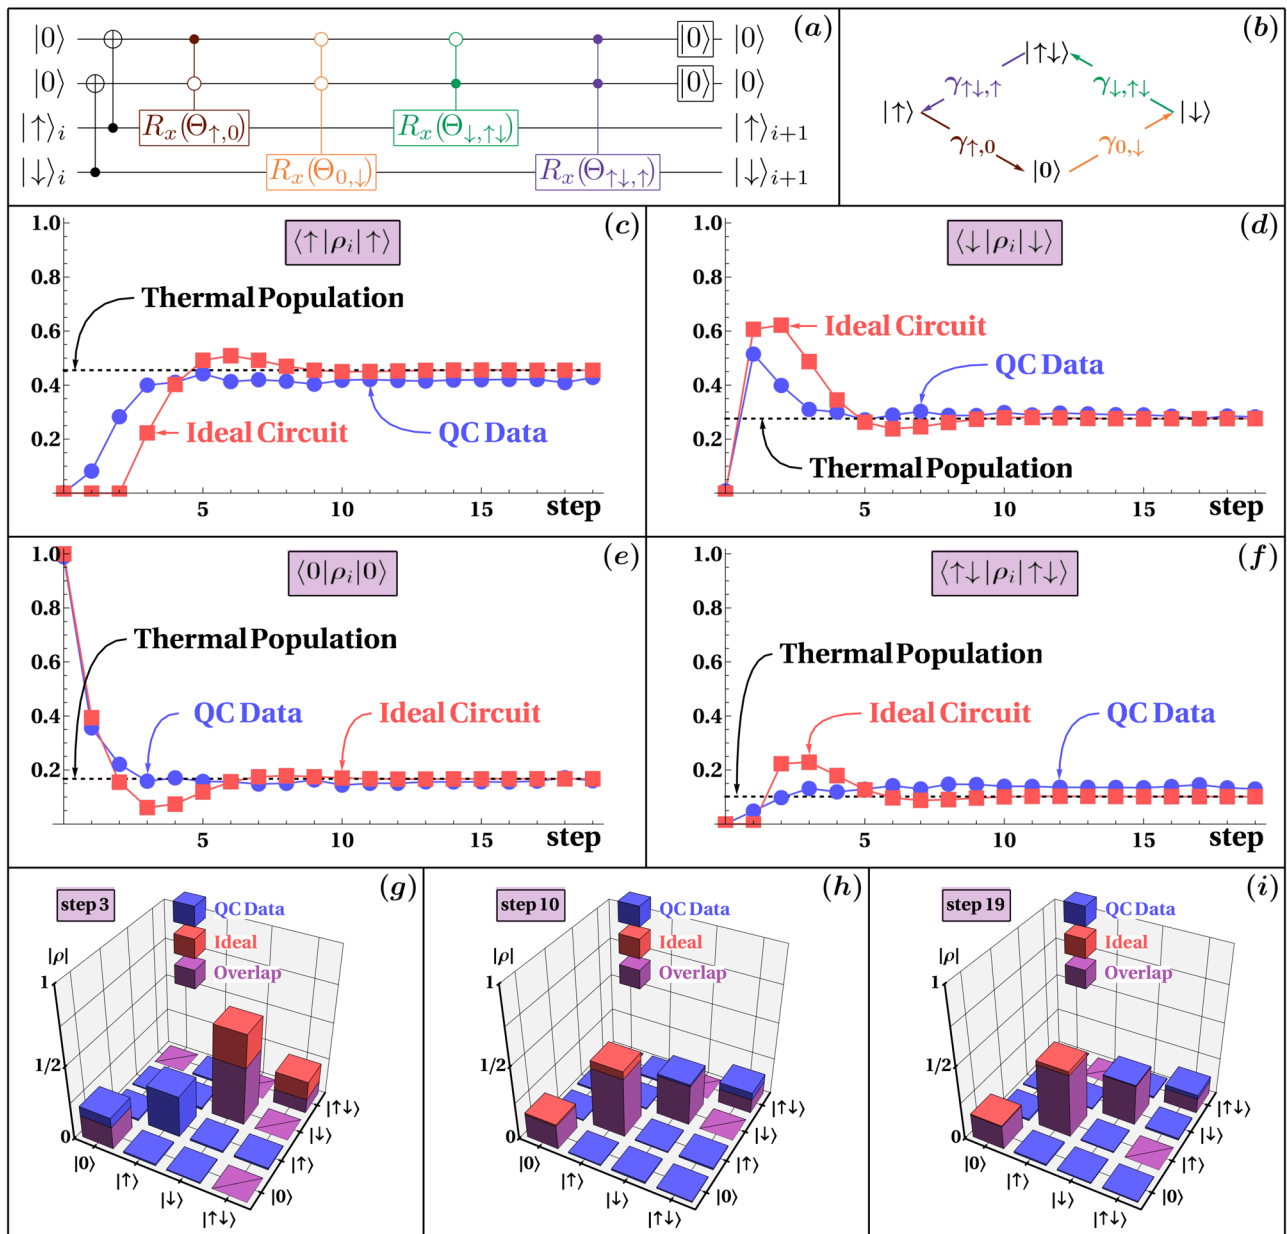 (a)
|0⟩ |0⟩ |0⟩
|0⟩ |0⟩ |0⟩
|↑⟩i Rx(Θ↑,0) Rx(Θ↓,↑↓) |↑⟩i+1
|↓⟩i Rx(Θ0,↓) Rx(Θ↑↓,↑) |↓⟩i+1
(b)
|↑↓⟩
γ↑↓,↑ γ↓,↑↓
|↑⟩ |↓⟩
γ↑,0 γ0,↓
|0⟩
(c)
⟨↑|ρi|↑⟩
1.0
0.8
0.6
0.4
0.2
Thermal Population
Ideal Circuit
QC Data
5 10 15 step
(d)
⟨↓|ρi|↓⟩
1.0
0.8
0.6
0.4
0.2
Ideal Circuit
QC Data
Thermal Population
5 10 15 step
(e)
⟨0|ρi|0⟩
1.0
0.8
0.6
0.4
0.2
Thermal Population
QC Data
Ideal Circuit
5 10 15 step
(f)
⟨↑↓|ρi|↑↓⟩
1.0
0.8
0.6
0.4
0.2
Thermal Population
Ideal Circuit
QC Data
5 10 15 step
(g)
step 3
QC Data
Ideal
Overlap
|ρ|
1
1/2
0
|0⟩
|↑⟩
|↓⟩
|↑↓⟩
|↑↓⟩
|↓⟩
|↑⟩
|0⟩
(h)
step 10
QC Data
Ideal
Overlap
|ρ|
1
1/2
0
|0⟩
|↑⟩
|↓⟩
|↑↓⟩
|↑↓⟩
|↓⟩
|↑⟩
|0⟩
(i)
step 19
QC Data
Ideal
Overlap
|ρ|
1
1/2
0
|0⟩
|↑⟩
|↓⟩
|↑↓⟩
|↑↓⟩
|↓⟩
|↑⟩
|0⟩